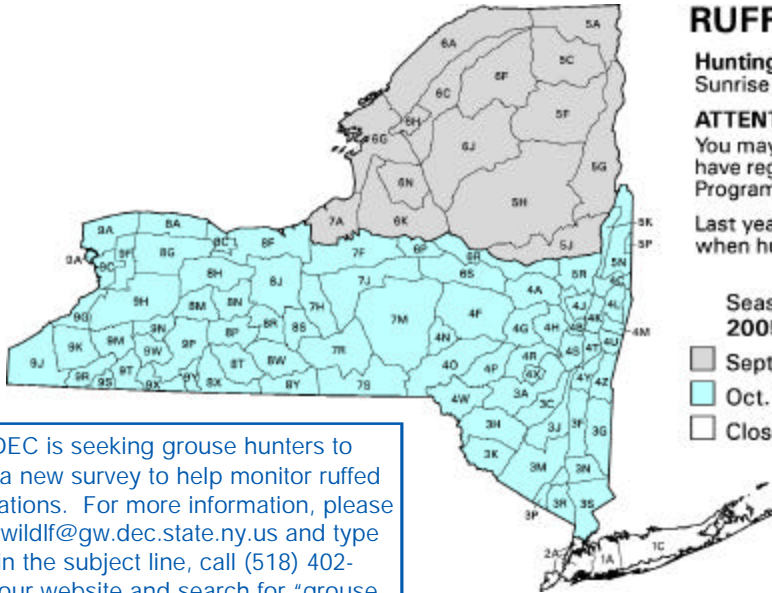 RUFF
Hunting
Sunrise
ATTENT
You may
have reg
Program
Last yea
when hu
Seas
2005
Sept
Oct.
Clos
5A
6A
5C
6F
6C
5F
6H
6G
6J
5G
6N
5H
7A
6K
5J
5K
5P
9A
8A
8C
8F
7F
6P
6R
5N
9F
8G
9C
8H
6S
5R
8J
7J
4A
9H
8M
8N
7H
4F
4J
4L
9G
7M
4K
9N
8R
8S
4G
4H
4B
4M
9K
9M
8P
4N
4U
9J
9W
9P
7R
4R
4S
4T
8T
8W
4O
4P
4X
9R
9S
9T
9X
9Y
8X
8Y
7S
4Y
4Z
4W
3A
3C
3H
3J
3F
3G
3K
3M
3N
3P
3R
3S
2A
1A
1C
DEC is seeking grouse hunters to
a new survey to help monitor ruffed
ations. For more information, please
wildlf@gw.dec.state.ny.us and type
in the subject line, call (518) 402-
our website and search for "grouse